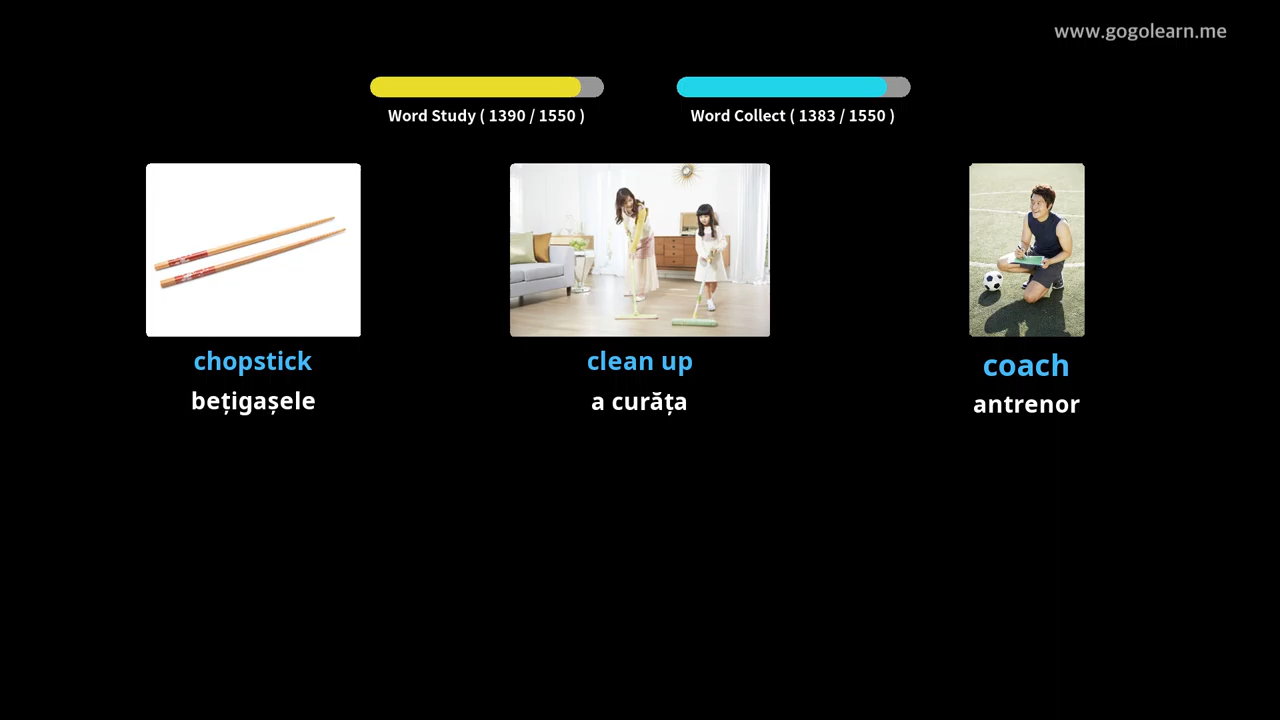 www.gogolearn.me
Word Study ( 1390 / 1550 )
Word Collect ( 1383 / 1550 )
chopstick
bețigașele
clean up
a curăța
coach
antrenor